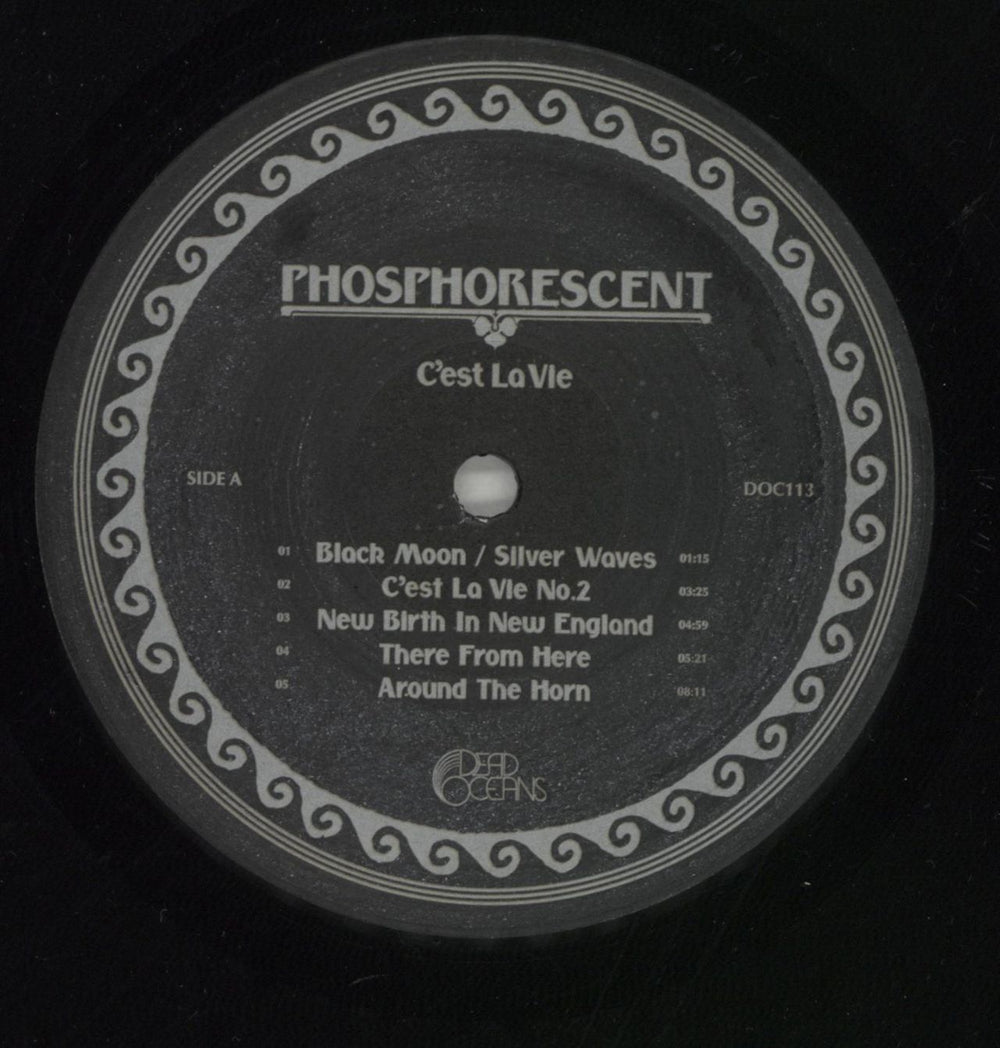 PHOSPHORESCENT
C'est La Vie
SIDE A
DOC113
01 Black Moon / Silver Waves 01:15
02 C'est La Vie No.2 03:25
03 New Birth In New England 04:59
04 There From Here 05:21
05 Around The Horn 08:11
DEAD
OCEANS